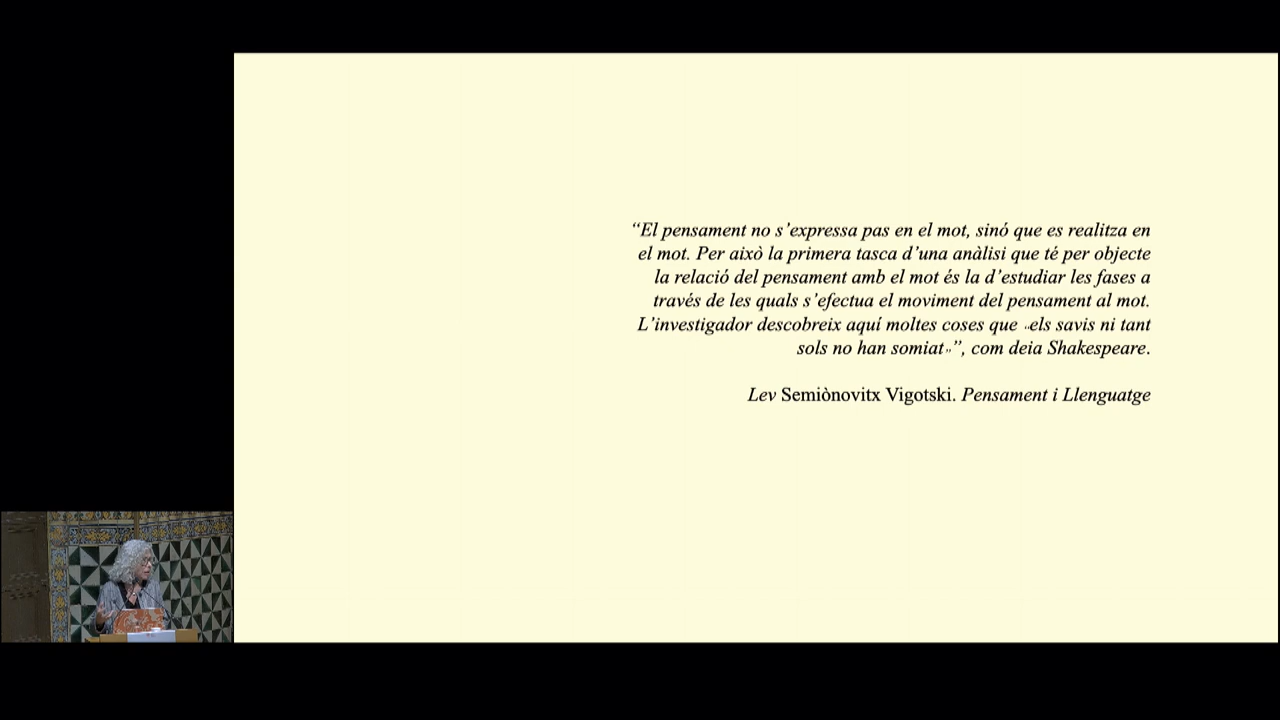 “El pensament no s’expressa pas en el mot, sinó que es realitza en
el mot. Per això la primera tasca d’una anàlisi que té per objecte
la relació del pensament amb el mot és la d’estudiar les fases a
través de les quals s’efectua el moviment del pensament al mot.
L’investigador descobreix aquí moltes coses que «els savis ni tant
sols no han somiat»”, com deia Shakespeare.
Lev Semiònovitx Vigotski. Pensament i Llenguatge